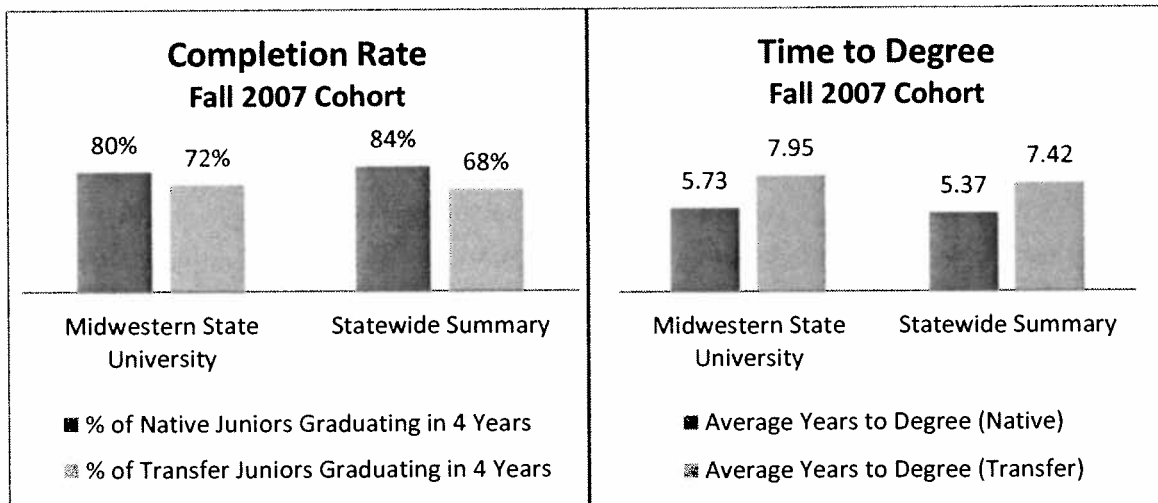 Completion Rate
Fall 2007 Cohort
80%
72%
84%
68%
Midwestern State
University
Statewide Summary
% of Native Juniors Graduating in 4 Years
% of Transfer Juniors Graduating in 4 Years
Time to Degree
Fall 2007 Cohort
5.73
7.95
5.37
7.42
Midwestern State
University
Statewide Summary
Average Years to Degree (Native)
Average Years to Degree (Transfer)